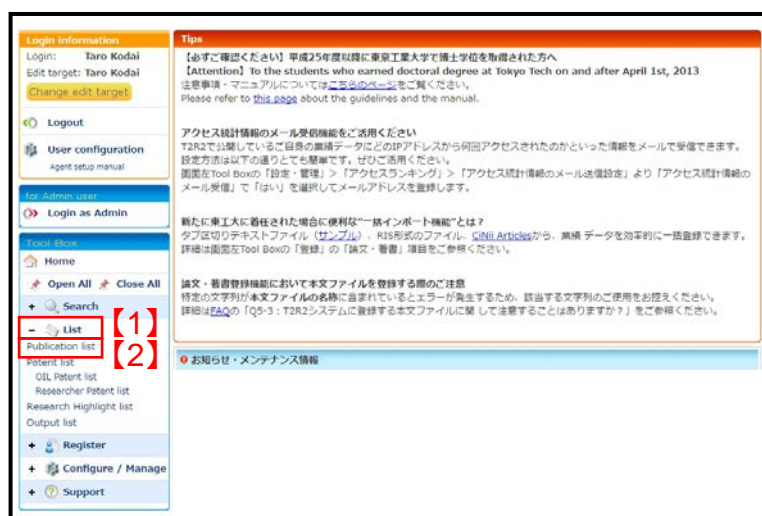 Login information
Login: Taro Kodai
Edit target: Taro Kodai
Change edit target
Logout
User configuration
Agent setup manual
for Admin user
Login as Admin
Tool Box
Home
Open All Close All
+ Search
− List
【1】
Publication list
【2】
Patent list
OIL Patent list
Researcher Patent list
Research Highlight list
Output list
+ Register
+ Configure / Manage
+ Support
Tips
【必ずご確認ください】平成25年度以降に東京工業大学で博士学位を取得された方へ
【Attention】To the students who earned doctoral degree at Tokyo Tech on and after April 1st, 2013
注意事項・マニュアルについてはこちらのページをご覧ください。
Please refer to this page about the guidelines and the manual.
アクセス統計情報のメール受信機能をご活用ください
T2R2で公開しているご自身の業績データにどのIPアドレスから何回アクセスされたのかといった情報をメールで受信できます。
設定方法は以下の通りとても簡単です。ぜひご活用ください。
画面左Tool Boxの「設定・管理」>「アクセスランキング」>「アクセス統計情報のメール送信設定」より「アクセス統計情報の
メール受信」で「はい」を選択してメールアドレスを登録します。
新たに東工大に着任された場合に便利な"一括インポート機能"とは？
タブ区切りテキストファイル（サンプル）、RIS形式のファイル、CiNii Articlesから、業績 データを効率的に一括登録できます。
詳細は画面左Tool Boxの「登録」の「論文・著書」項目をご参照ください。
論文・著書登録機能において本文ファイルを登録する際のご注意
特定の文字列が本文ファイルの名称に含まれているとエラーが発生するため、該当する文字列のご使用をお控えください。
詳細はFAQの「Q5-3：T2R2システムに登録する本文ファイルに関 して注意することはありますか？」をご参照ください。
お知らせ・メンテナンス情報